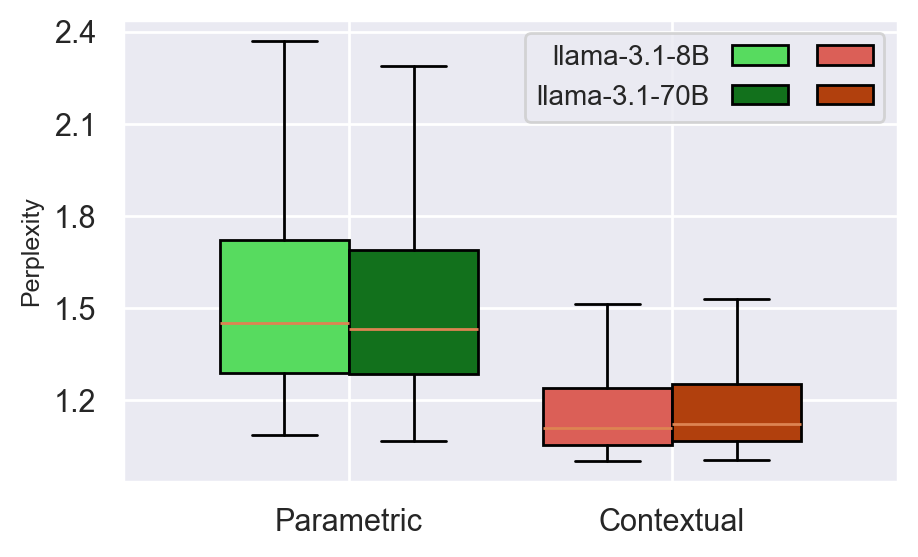 2.4
2.1
1.8
1.5
1.2
Perplexity
llama-3.1-8B
llama-3.1-70B
Parametric
Contextual